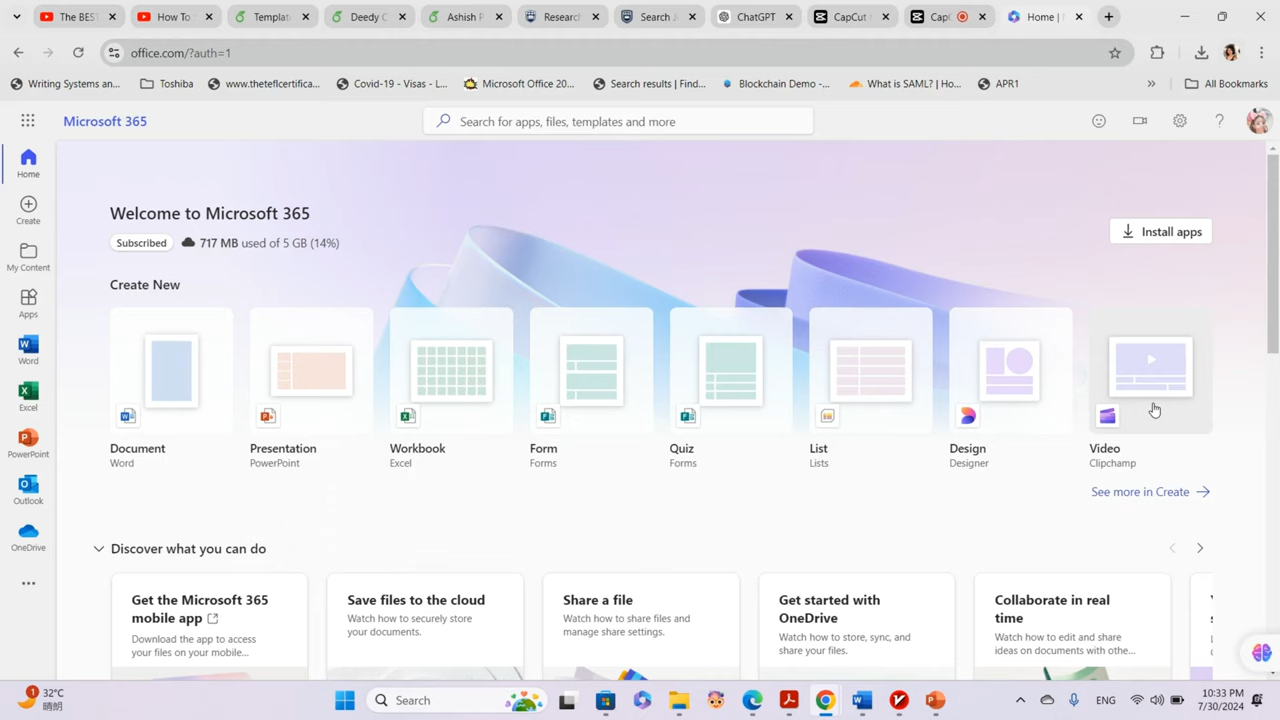 The BEST
How To
Templat
Deedy C
Ashish P
Researc
Search A
ChatGPT
CapCut
Cap
Home |
office.com/?auth=1
Writing Systems an...
Toshiba
www.theteflcertifica...
Covid-19 - Visas - L...
Microsoft Office 20...
Search results | Find...
Blockchain Demo -...
What is SAML? | Ho...
APR1
All Bookmarks
Microsoft 365
Search for apps, files, templates and more
Home
Create
My Content
Apps
Word
Excel
PowerPoint
Outlook
OneDrive
Welcome to Microsoft 365
Subscribed 717 MB used of 5 GB (14%)
Install apps
Create New
Document
Word
Presentation
PowerPoint
Workbook
Excel
Form
Forms
Quiz
Forms
List
Lists
Design
Designer
Video
Clipchamp
See more in Create
Discover what you can do
Get the Microsoft 365
mobile app
Download the app to access
your files on your mobile...
Save files to the cloud
Watch how to securely store
your documents.
Share a file
Watch how to share files and
manage share settings.
Get started with
OneDrive
Watch how to store, sync, and
share your files.
Collaborate in real
time
Watch how to edit and share
ideas on documents with othe...
1
32°C
晴朗
Search
ENG
10:33 PM
7/30/2024